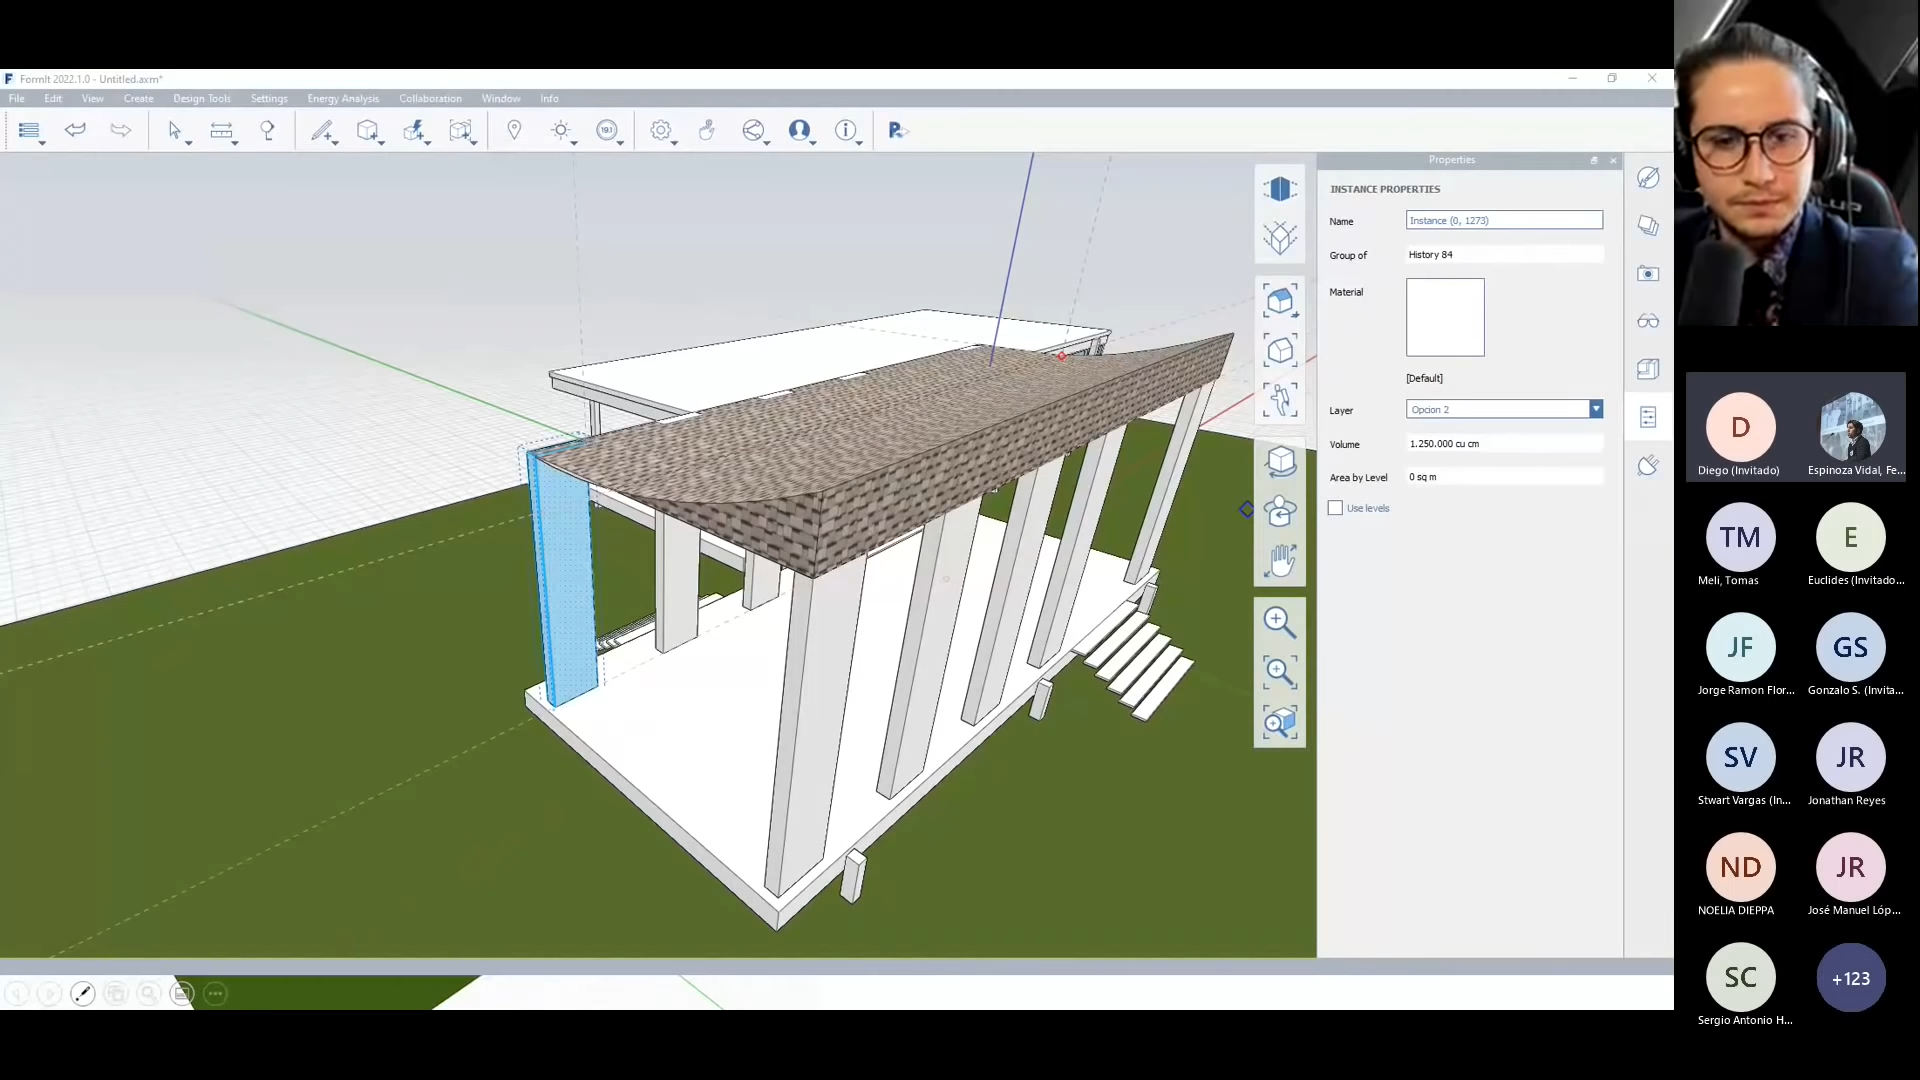 FormIt 2022.1.0 - Untitled.axm*
File Edit View Create Design Tools Settings Energy Analysis Collaboration Window Info
19.1
Properties
INSTANCE PROPERTIES
Name Instance (0, 1273)
Group of History 84
Material
[Default]
Layer Opcion 2
Volume 1.250.000 cu cm
Area by Level 0 sq m
Use levels
D
Diego (Invitado) Espinoza Vidal, Fe...
TM E
Meli, Tomas Euclides (Invitado...
JF GS
Jorge Ramon Flor... Gonzalo S. (Invita...
SV JR
Stwart Vargas (In... Jonathan Reyes
ND JR
NOELIA DIEPPA José Manuel Lóp...
SC +123
Sergio Antonio H...